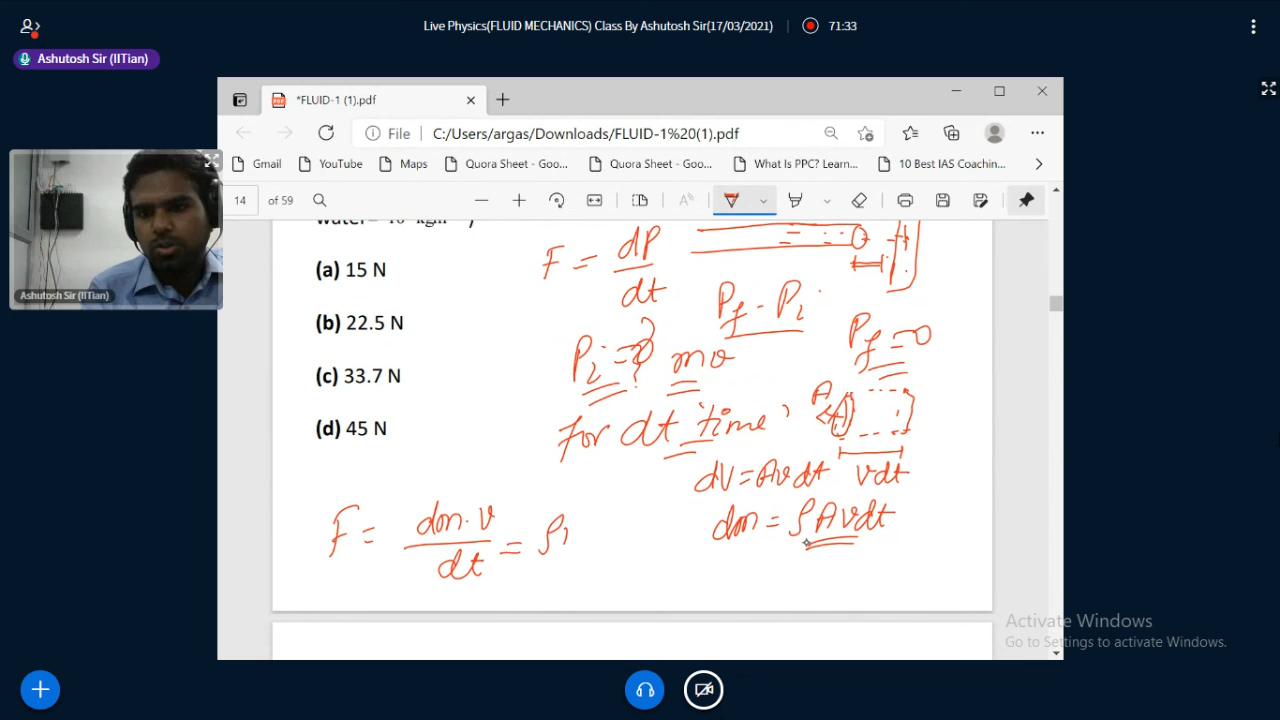 Live Physics(FLUID MECHANICS) Class By Ashutosh Sir(17/03/2021)
71:33
Ashutosh Sir (IITian)
*FLUID-1 (1).pdf
File
C:/Users/argas/Downloads/FLUID-1%20(1).pdf
Gmail
YouTube
Maps
Quora Sheet - Goo...
Quora Sheet - Goo...
What Is PPC? Learn...
10 Best IAS Coachin...
14 of 59
Ashutosh Sir (IITian)
(a) 15 N
(b) 22.5 N
(c) 33.7 N
(d) 45 N
F = dP/dt
Pf - Pi
Pi = ? mv
Pf = 0
For dt time
A
dV = Avdt
vdt
dm = ρAvdt
F = dm.v/dt = ρ
Activate Windows
Go to Settings to activate Windows.